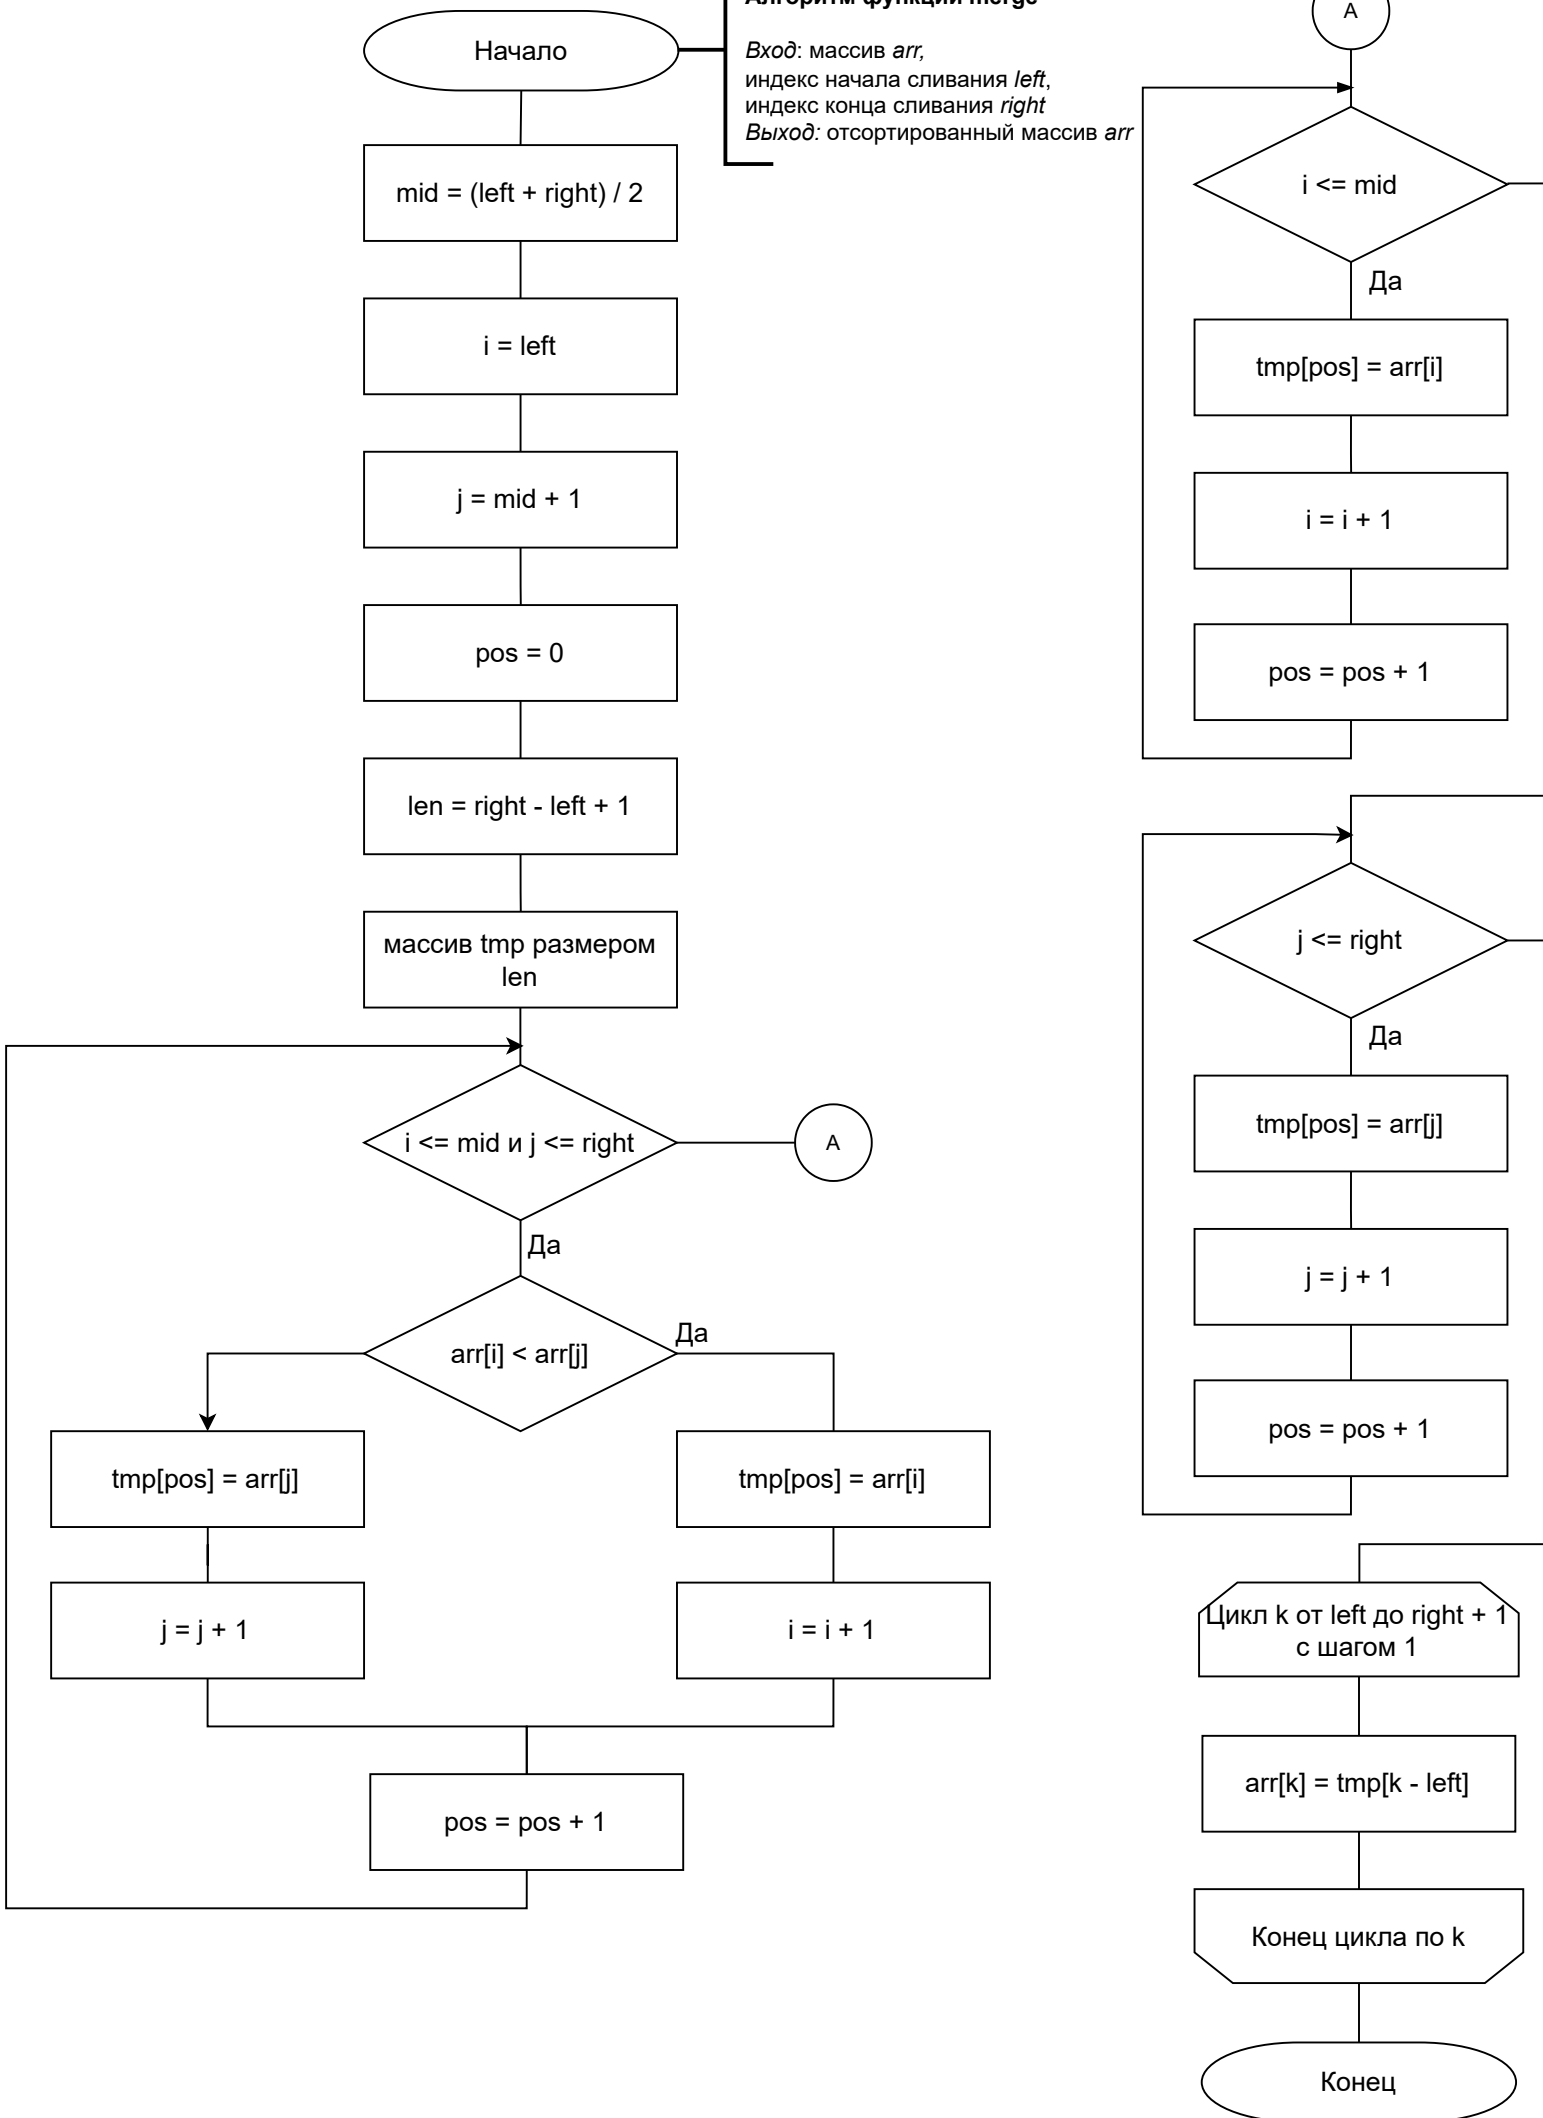 Алгоритм функции merge
Вход: массив arr,
индекс начала сливания left,
индекс конца сливания right
Выход: отсортированный массив arr
Начало
mid = (left + right) / 2
i = left
j = mid + 1
pos = 0
len = right - left + 1
массив tmp размером
len
i <= mid и j <= right
A
Да
arr[i] < arr[j]
Да
tmp[pos] = arr[j]
tmp[pos] = arr[i]
j = j + 1
i = i + 1
pos = pos + 1
A
i <= mid
Да
tmp[pos] = arr[i]
i = i + 1
pos = pos + 1
j <= right
Да
tmp[pos] = arr[j]
j = j + 1
pos = pos + 1
Цикл k от left до right + 1
с шагом 1
arr[k] = tmp[k - left]
Конец цикла по k
Конец